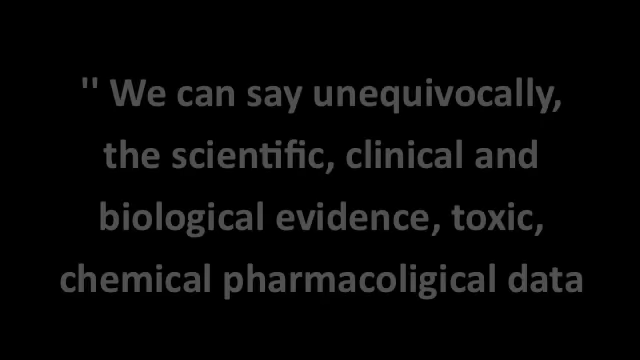 '' We can say unequivocally,
the scientific, clinical and
biological evidence, toxic,
chemical pharmacoligical data